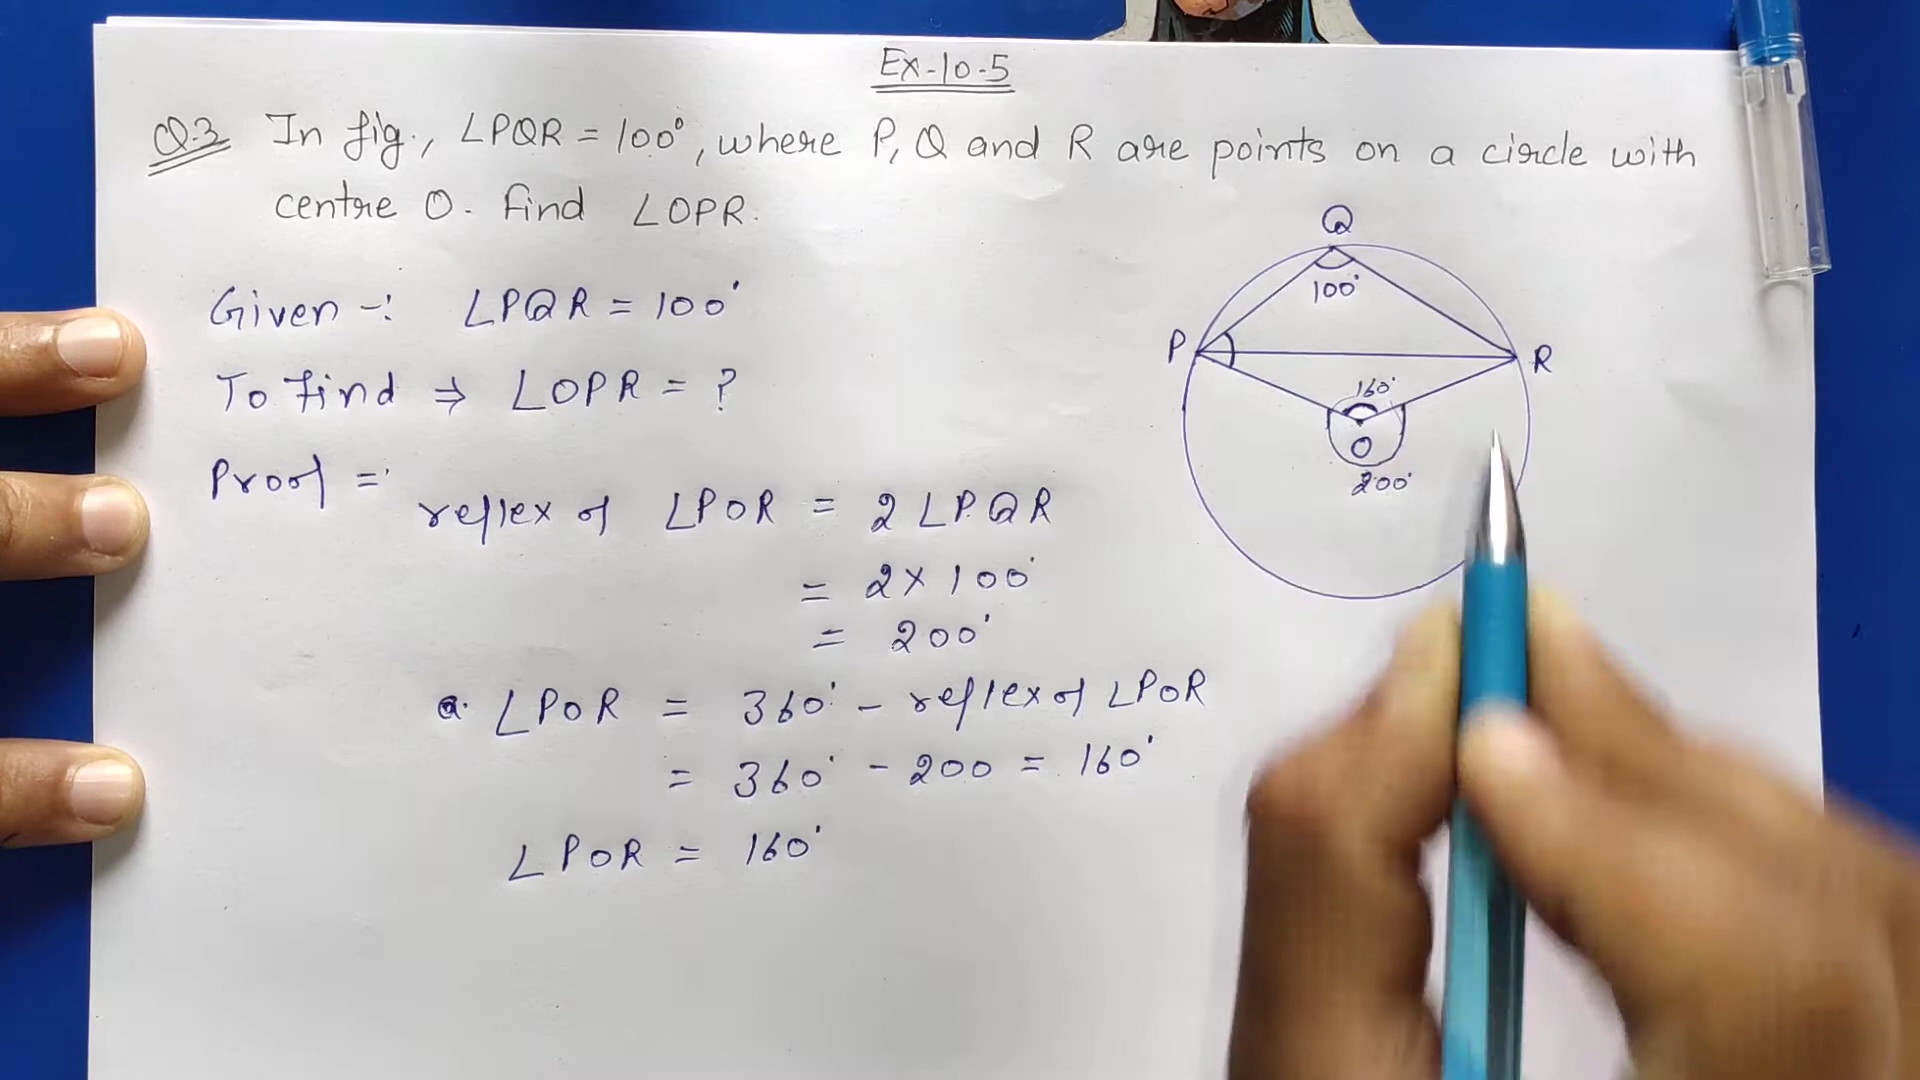 Ex-10.5
Q.3 In fig., ∠PQR = 100°, where P, Q and R are points on a circle with
centre O. find ∠OPR.
Given -: ∠PQR = 100°
To find ⇒ ∠OPR = ?
Proof =
reflex of ∠POR = 2 ∠PQR
= 2 × 100°
= 200°
∠POR = 360° - reflex of ∠POR
= 360° - 200 = 160°
∠POR = 160°
Q
100°
P
R
160°
O
200°